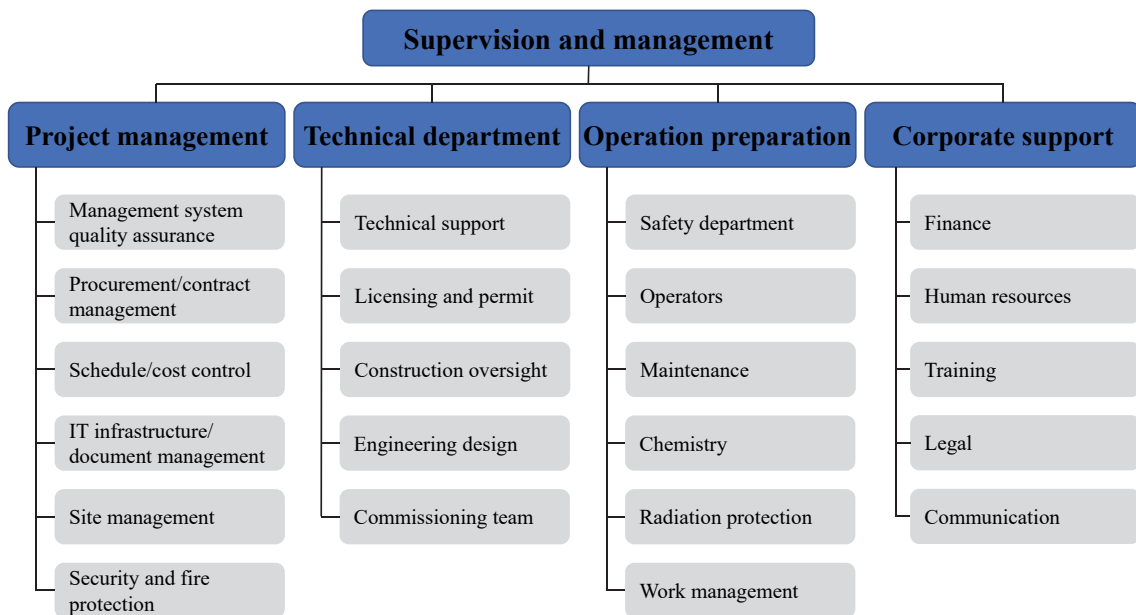 Supervision and management
Project management
Technical department
Operation preparation
Corporate support
Management system
quality assurance
Procurement/contract
management
Schedule/cost control
IT infrastructure/
document management
Site management
Security and fire
protection
Technical support
Licensing and permit
Construction oversight
Engineering design
Commissioning team
Safety department
Operators
Maintenance
Chemistry
Radiation protection
Work management
Finance
Human resources
Training
Legal
Communication